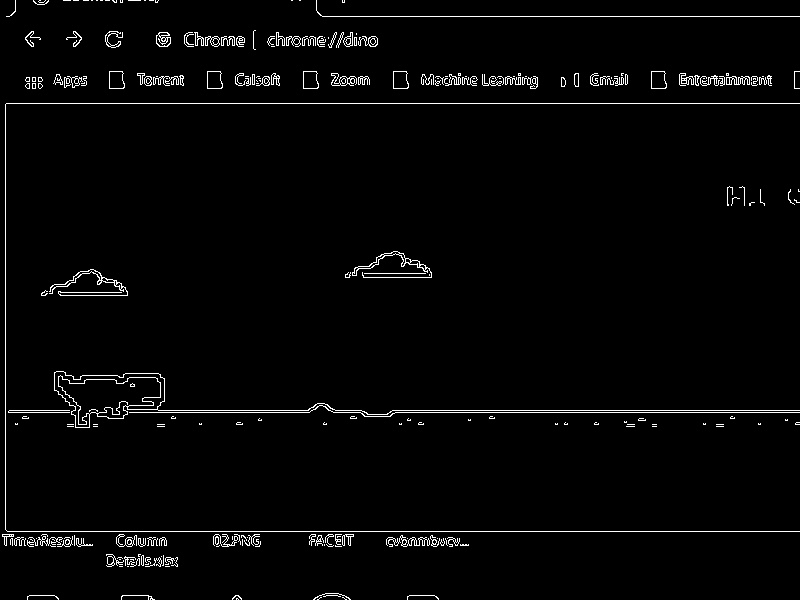 Chrome | chrome://dino
Apps Torrent Calsoft Zoom Machine Learning Gmail Entertainment
HI
TimerResolu... Column 02.PNG FACEIT cvbnmbvcv...
Details.xlsx